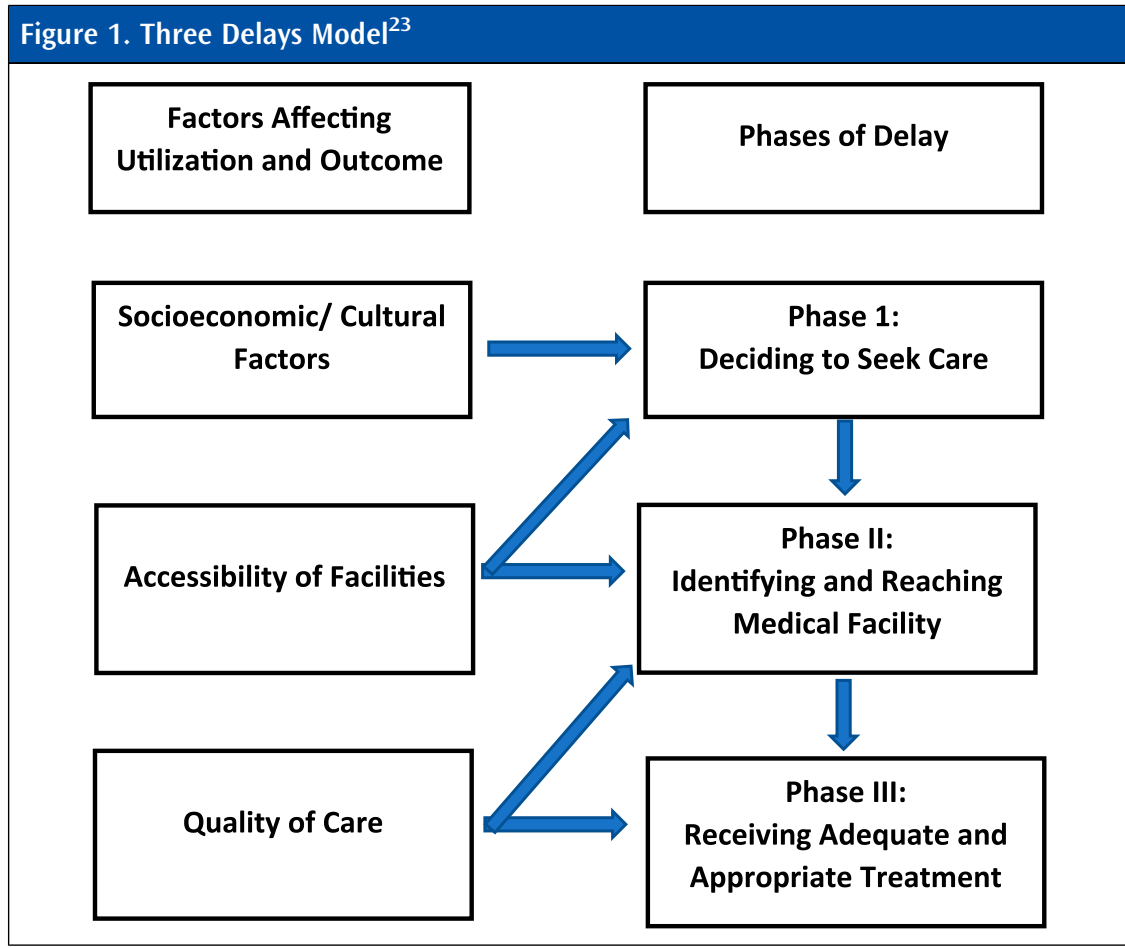 Figure 1. Three Delays Model23
Factors Affecting
Utilization and Outcome
Phases of Delay
Socioeconomic/ Cultural
Factors
Phase 1:
Deciding to Seek Care
Accessibility of Facilities
Phase II:
Identifying and Reaching
Medical Facility
Quality of Care
Phase III:
Receiving Adequate and
Appropriate Treatment